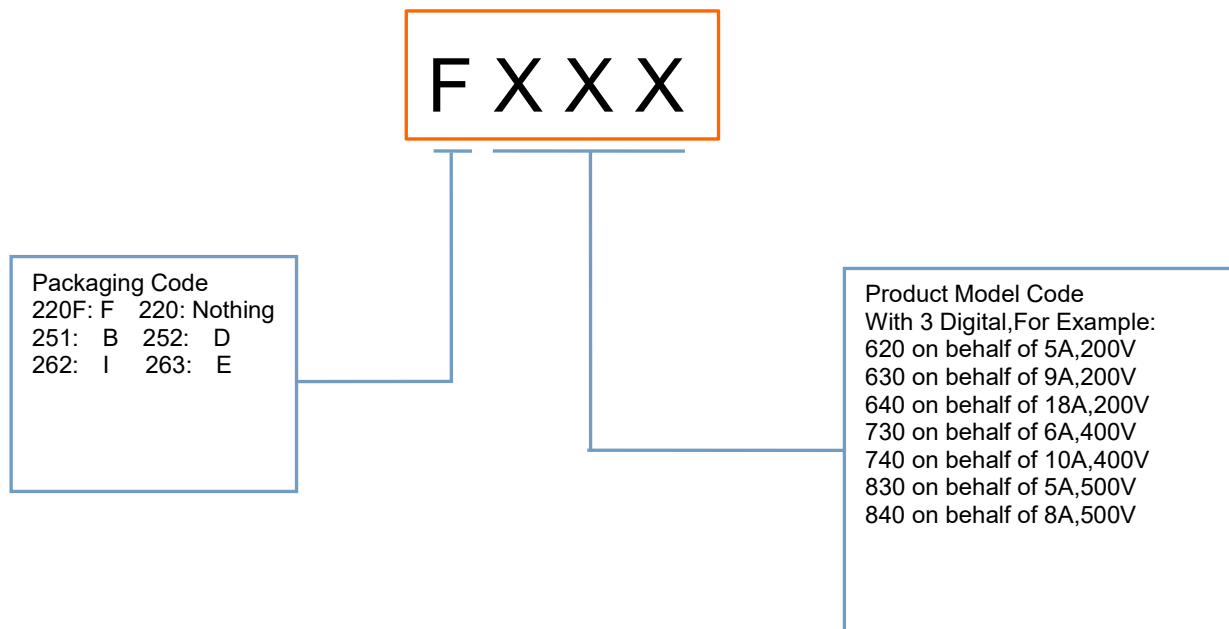 F X X X
Packaging Code
220F: F 220: Nothing
251: B 252: D
262: I 263: E
Product Model Code
With 3 Digital,For Example:
620 on behalf of 5A,200V
630 on behalf of 9A,200V
640 on behalf of 18A,200V
730 on behalf of 6A,400V
740 on behalf of 10A,400V
830 on behalf of 5A,500V
840 on behalf of 8A,500V